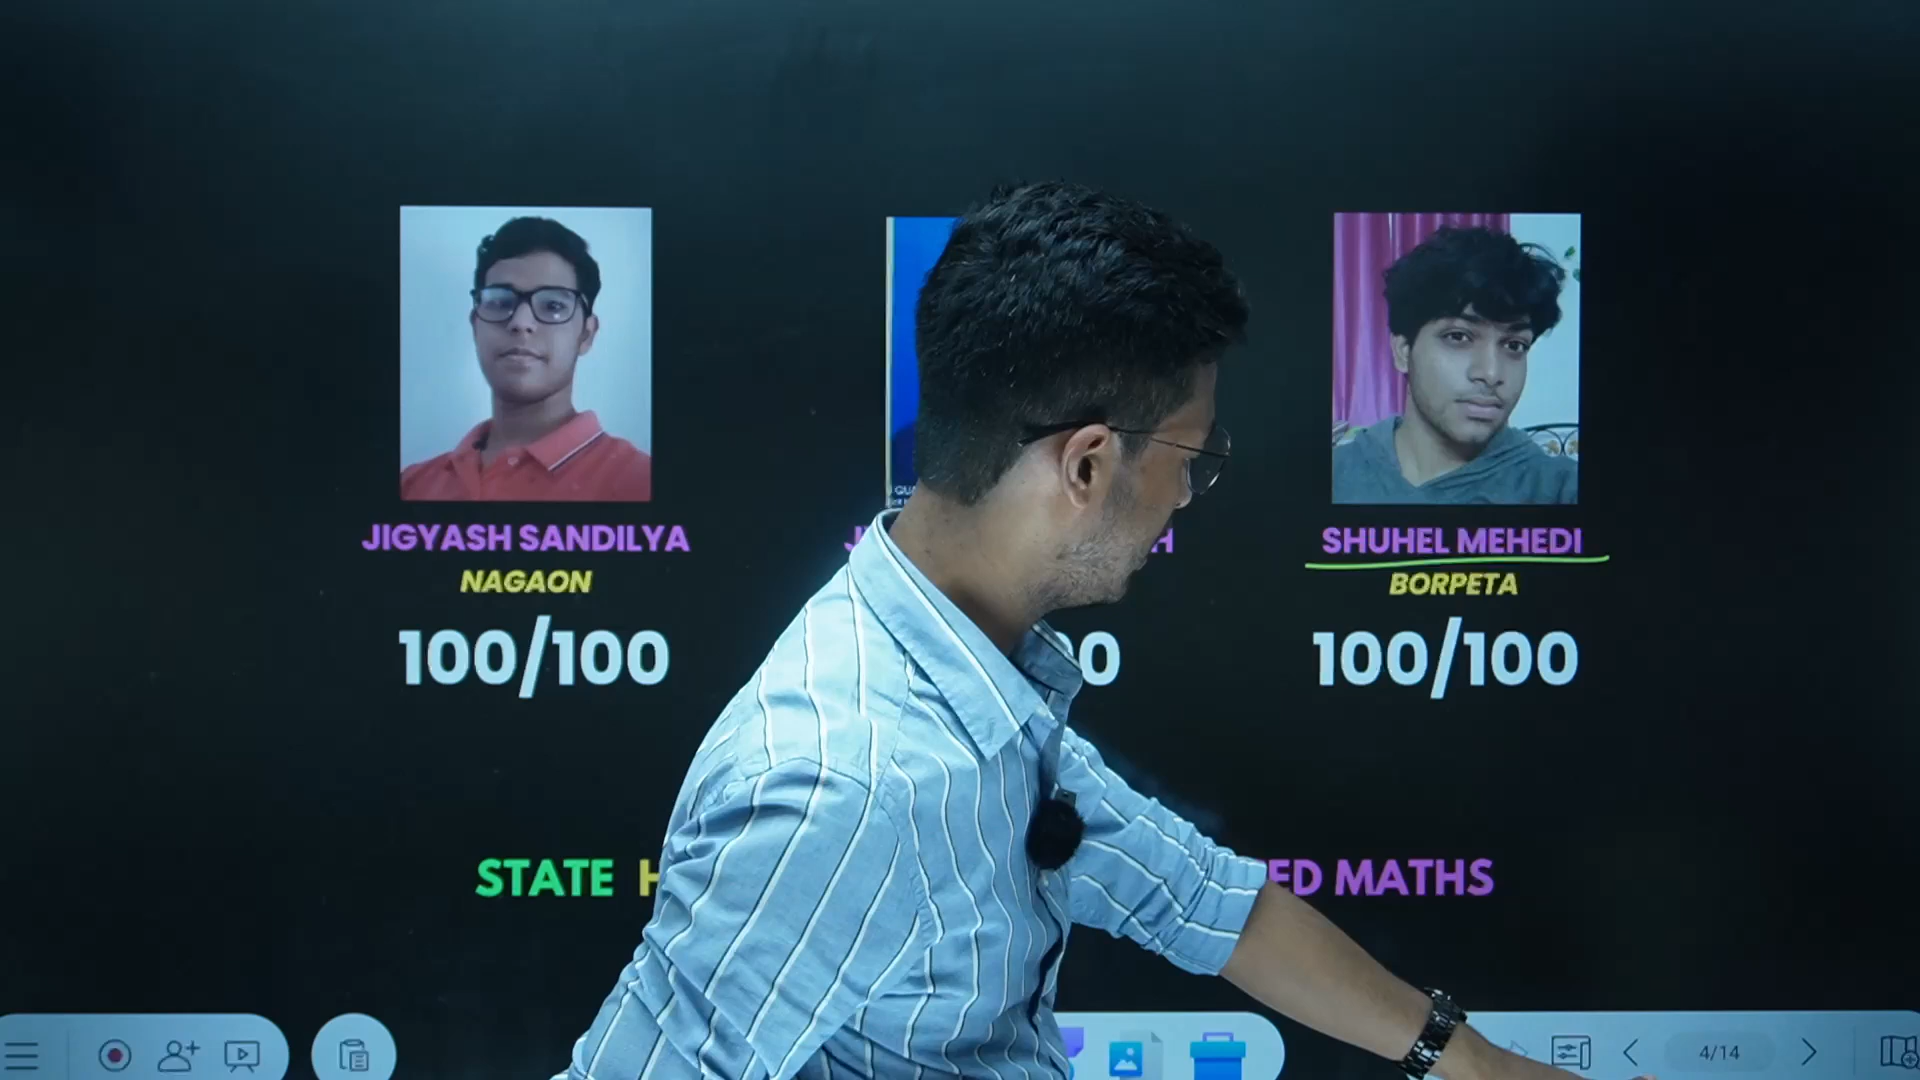 JIGYASH SANDILYA
NAGAON
100/100
SHUHEL MEHEDI
BORPETA
100/100
STATE
MATHS
4/14